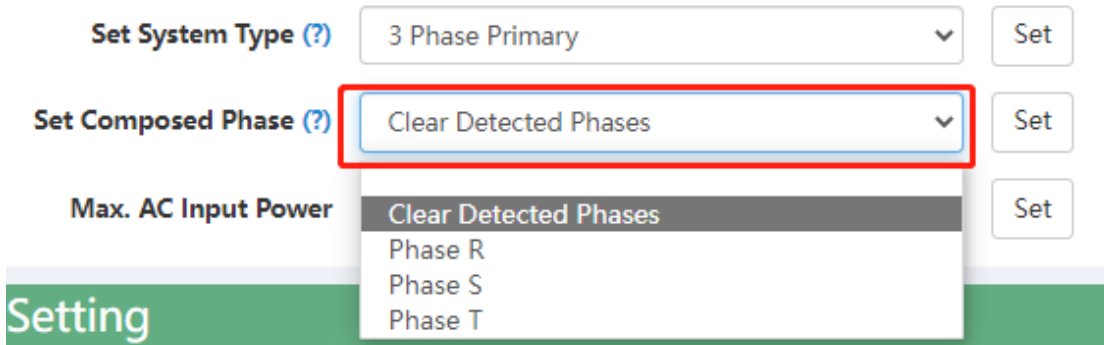 Set System Type (?) 3 Phase Primary Set
Set Composed Phase (?) Clear Detected Phases Set
Max. AC Input Power Set
Clear Detected Phases
Phase R
Phase S
Phase T
Setting